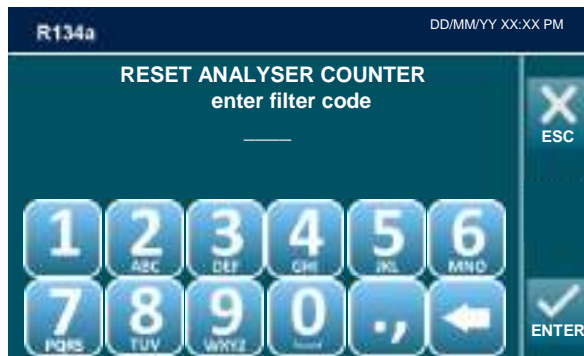 R134a
DD/MM/YY XX:XX PM
RESET ANALYSER COUNTER
enter filter code
____
ESC
1 2 3 4 5 6
ABC DEF GHI JKL MNO
7 8 9 0 .,
PQRS TUV WXYZ
ENTER